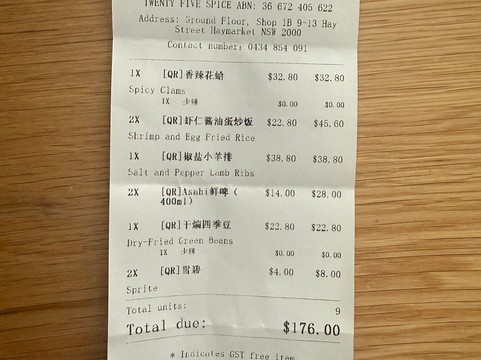 TWENTY FIVE SPICE ABN: 36 672 405 622
Address: Ground Floor, Shop 1B 9-13 Hay
Street Haymarket NSW 2000
Contact number: 0434 854 091
1X [QR]香辣花蛤 $32.80 $32.80
Spicy Clams
1X 少辣 $0.00 $0.00
2X [QR]虾仁酱油蛋炒饭 $22.80 $45.60
Shrimp and Egg Fried Rice
1X [QR]椒盐小羊排 $38.80 $38.80
Salt and Pepper Lamb Ribs
2X [QR]Asahi鲜啤( $14.00 $28.00
400ml)
1X [QR]干煸四季豆 $22.80 $22.80
Dry-Fried Green Beans
1X 少辣 $0.00 $0.00
2X [QR]雪碧 $4.00 $8.00
Sprite
Total units: 9
Total due: $176.00
* Indicates GST free item